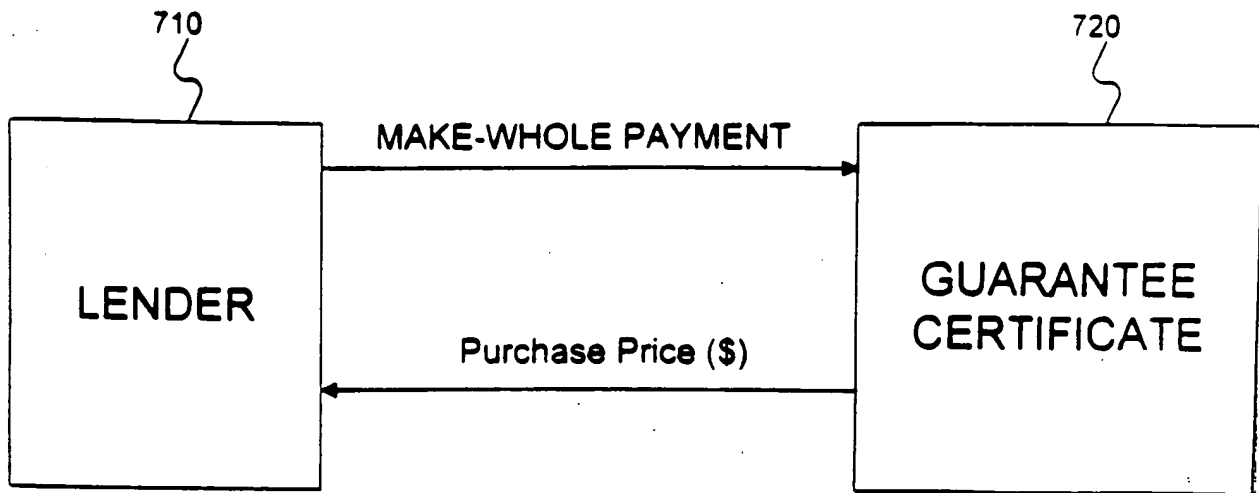 710
720
MAKE-WHOLE PAYMENT
LENDER
GUARANTEE
CERTIFICATE
Purchase Price ($)